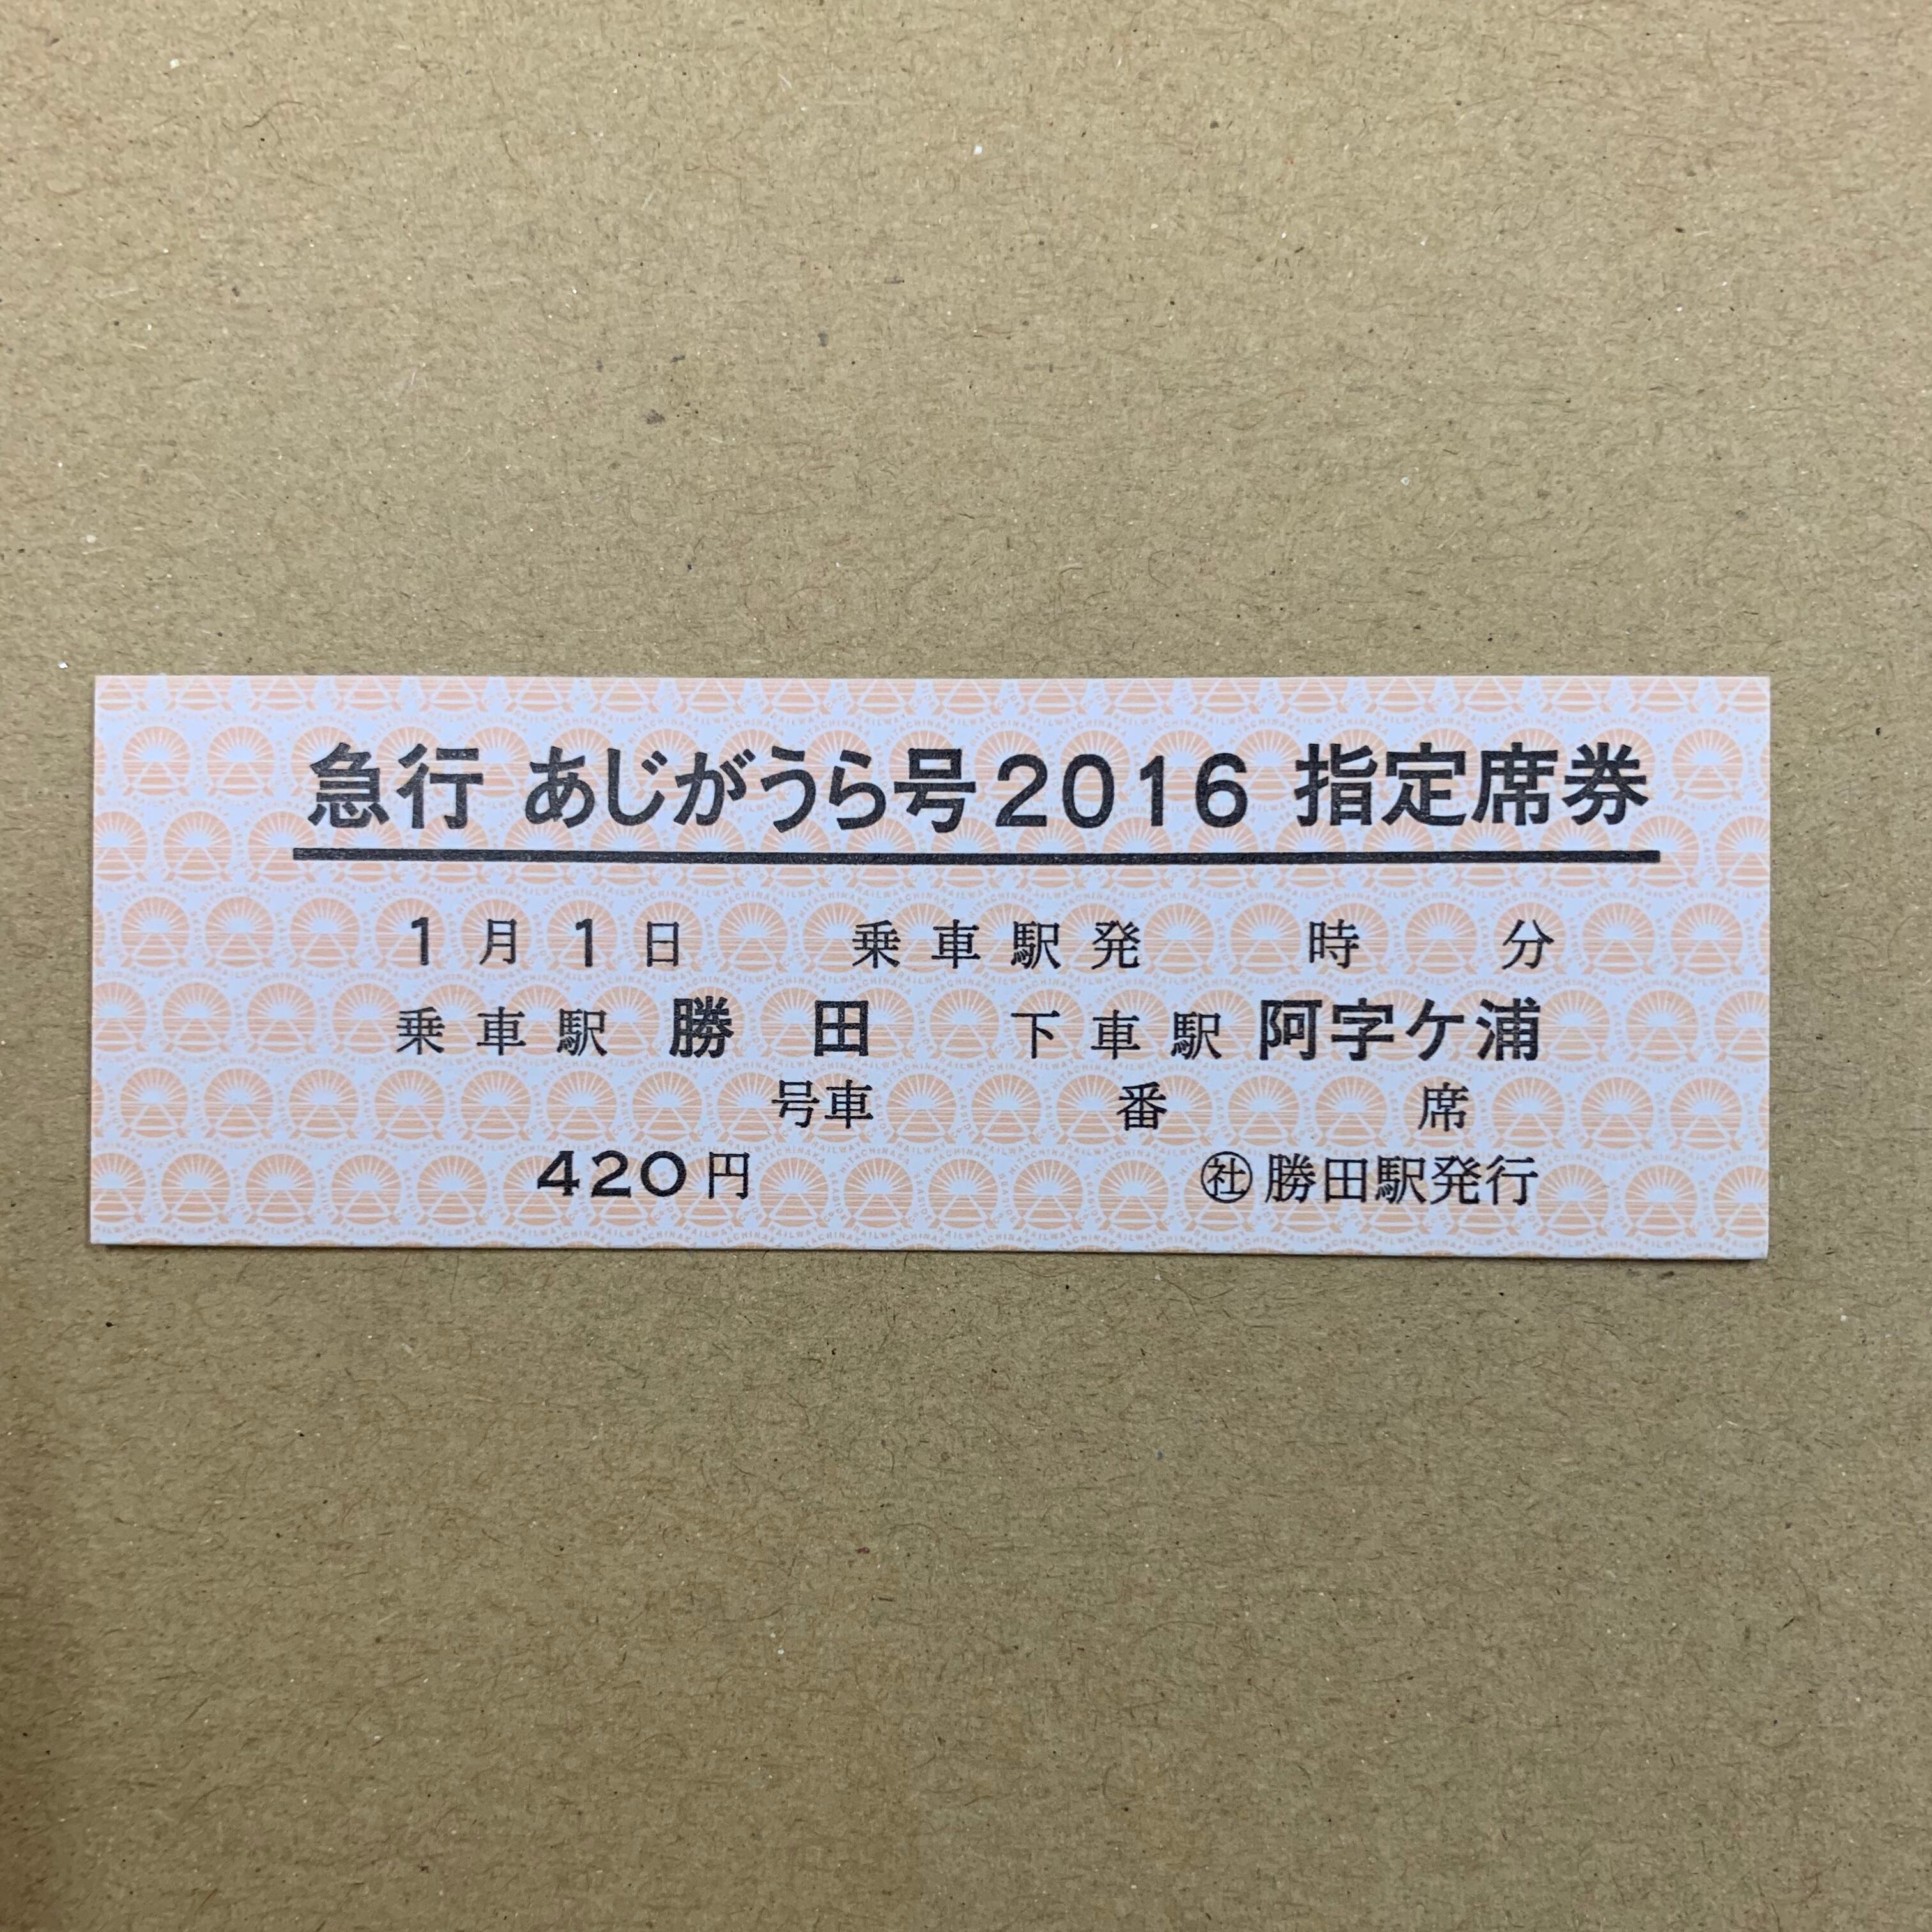 急行 あじがうら号2016 指定席券
1月1日 乗車駅発 時 分
乗車駅 勝田 下車駅 阿字ケ浦
号車 番 席
420円 ㊓勝田駅発行